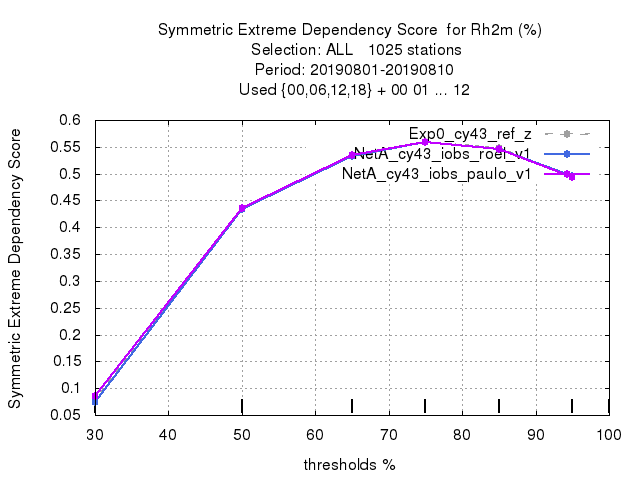 Symmetric Extreme Dependency Score for Rh2m (%)
Selection: ALL 1025 stations
Period: 20190801-20190810
Used {00,06,12,18} + 00 01 ... 12
Symmetric Extreme Dependency Score
0.6
0.55
0.5
0.45
0.4
0.35
0.3
0.25
0.2
0.15
0.1
0.05
Exp0_cy43_ref_z
NetA_cy43_iobs_roel_v1
NetA_cy43_iobs_paulo_v1
30 40 50 60 70 80 90 100
thresholds %